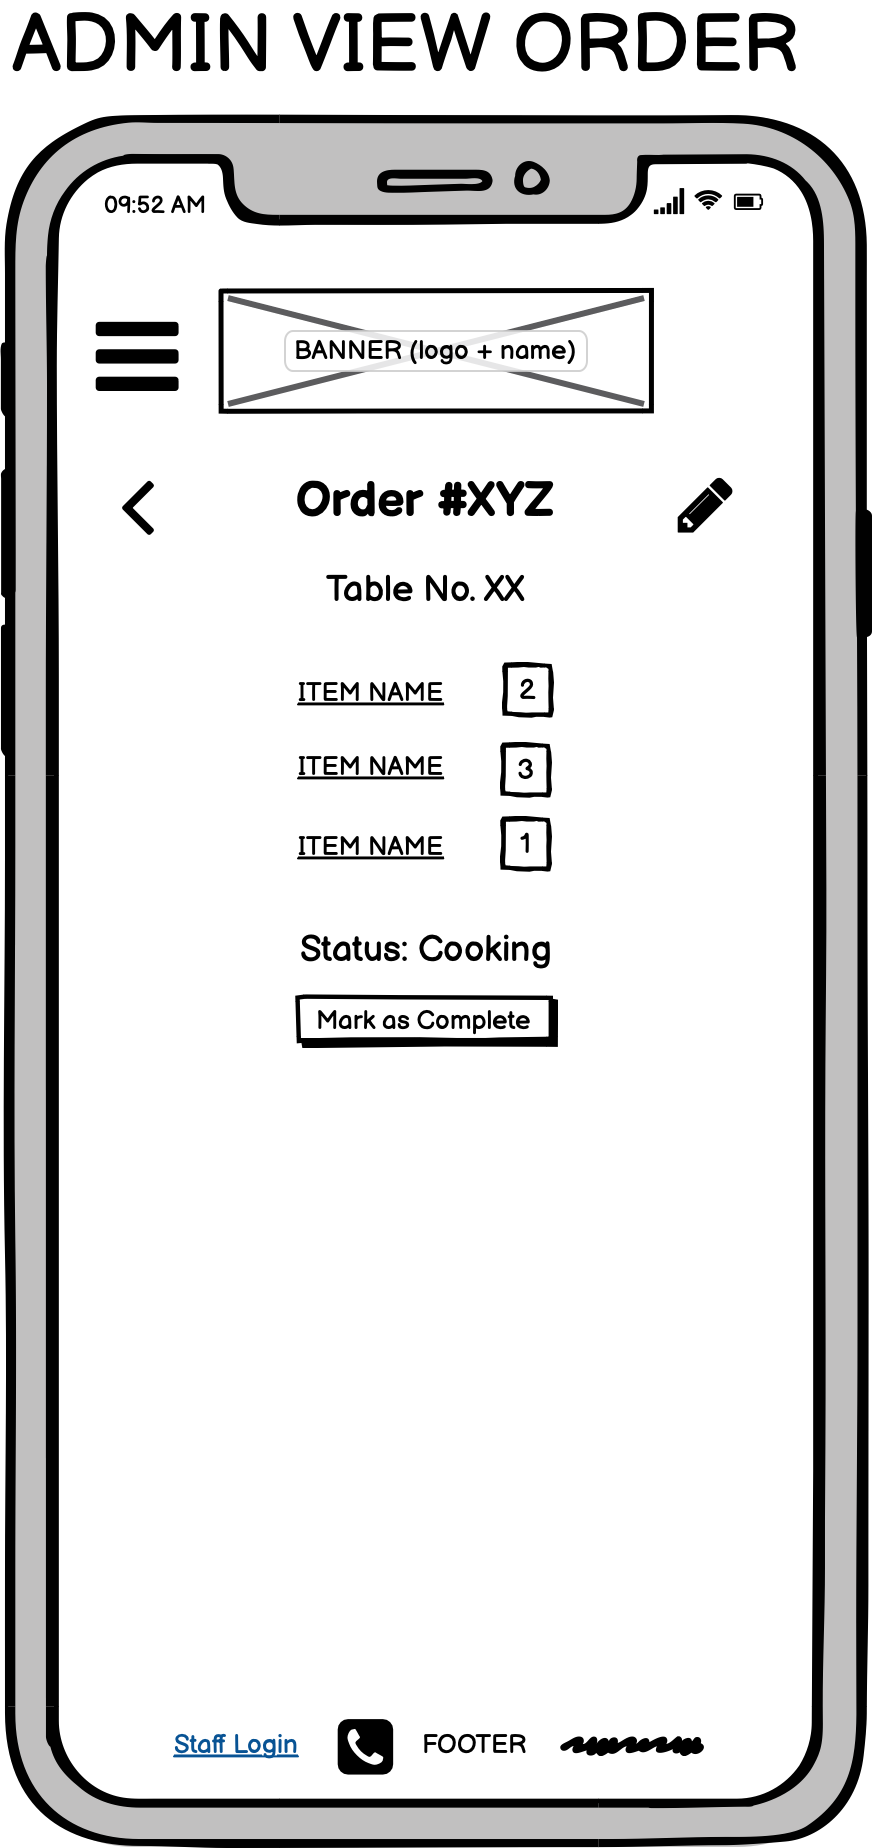 ADMIN VIEW ORDER
09:52 AM
BANNER (logo + name)
Order #XYZ
Table No. XX
ITEM NAME 2
ITEM NAME 3
ITEM NAME 1
Status: Cooking
Mark as Complete
Staff Login FOOTER